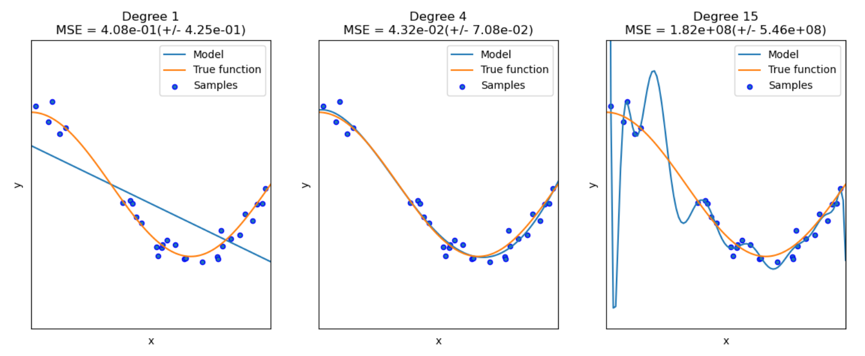 Degree 1
MSE = 4.08e-01(+/- 4.25e-01)
Model
True function
Samples
y
x
Degree 4
MSE = 4.32e-02(+/- 7.08e-02)
Model
True function
Samples
y
x
Degree 15
MSE = 1.82e+08(+/- 5.46e+08)
Model
True function
Samples
y
x